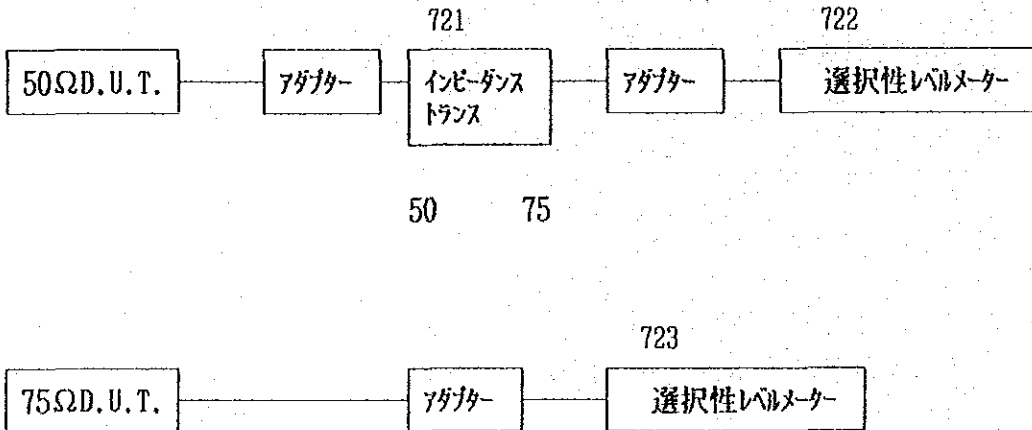 721
722
50ΩD.U.T.
アダプター
インピーダンス
トランス
アダプター
選択性レベルメーター
50
75
723
75ΩD.U.T.
アダプター
選択性レベルメーター